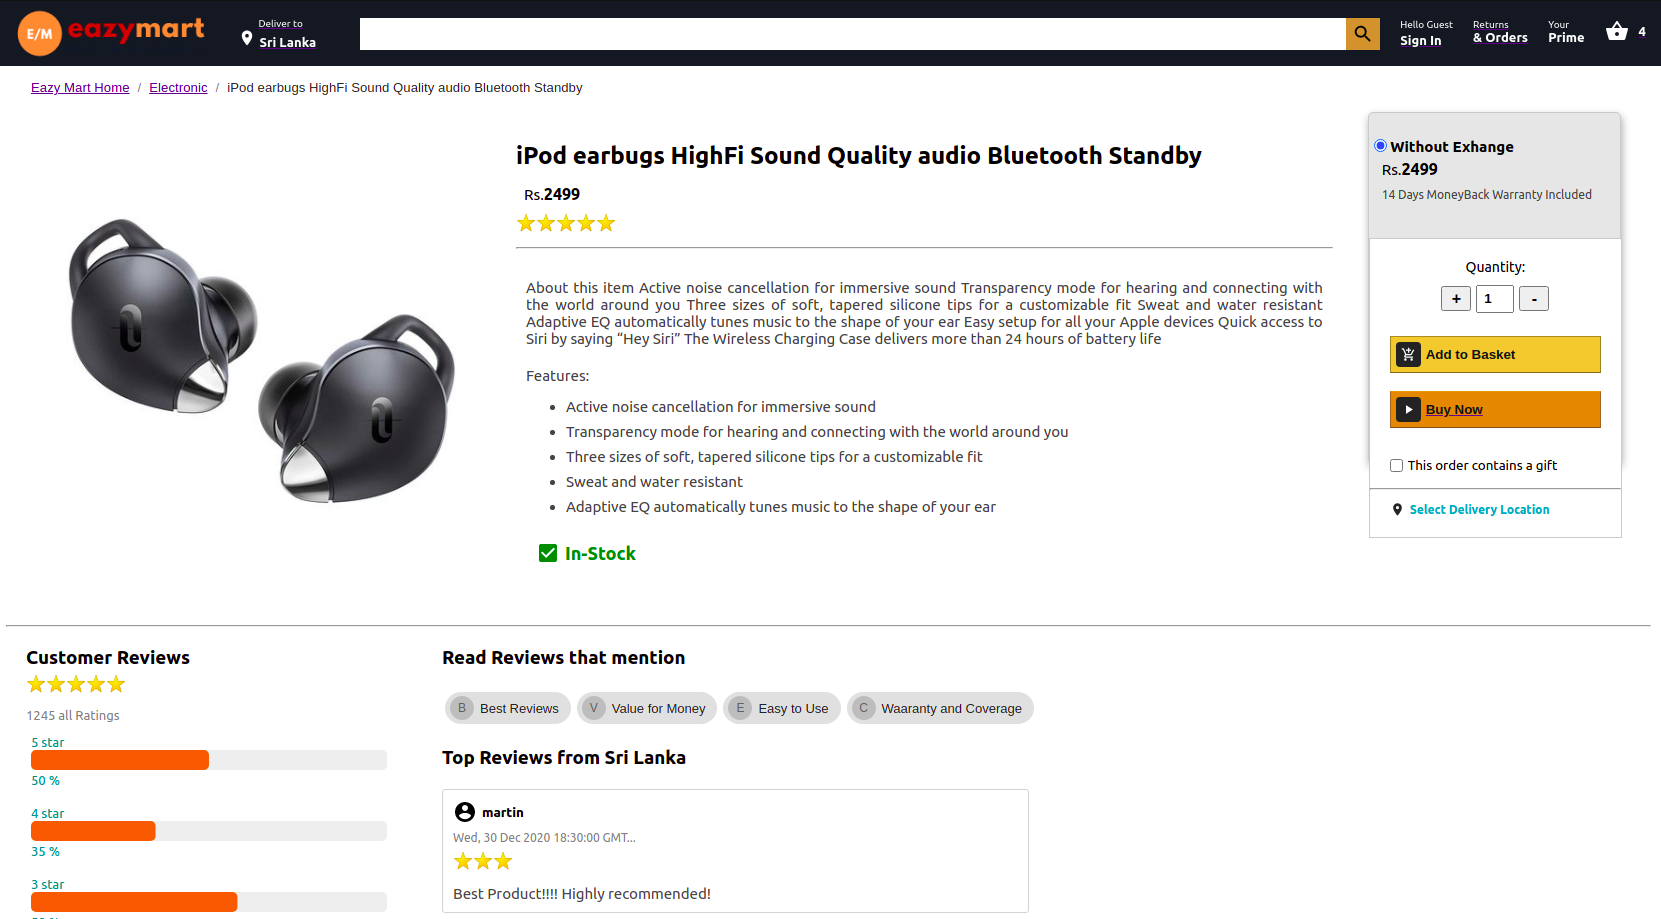 E/M eazymart
Deliver to
Sri Lanka
Hello Guest
Sign In
Returns
& Orders
Your
Prime
4
Eazy Mart Home / Electronic / iPod earbugs HighFi Sound Quality audio Bluetooth Standby
iPod earbugs HighFi Sound Quality audio Bluetooth Standby
Rs.2499
About this item Active noise cancellation for immersive sound Transparency mode for hearing and connecting with
the world around you Three sizes of soft, tapered silicone tips for a customizable fit Sweat and water resistant
Adaptive EQ automatically tunes music to the shape of your ear Easy setup for all your Apple devices Quick access to
Siri by saying “Hey Siri” The Wireless Charging Case delivers more than 24 hours of battery life
Features:
• Active noise cancellation for immersive sound
• Transparency mode for hearing and connecting with the world around you
• Three sizes of soft, tapered silicone tips for a customizable fit
• Sweat and water resistant
• Adaptive EQ automatically tunes music to the shape of your ear
In-Stock
Without Exhange
Rs.2499
14 Days MoneyBack Warranty Included
Quantity:
+ 1 -
Add to Basket
Buy Now
This order contains a gift
Select Delivery Location
Customer Reviews
1245 all Ratings
5 star
50 %
4 star
35 %
3 star
Read Reviews that mention
B Best Reviews V Value for Money E Easy to Use C Waaranty and Coverage
Top Reviews from Sri Lanka
martin
Wed, 30 Dec 2020 18:30:00 GMT...
Best Product!!!! Highly recommended!